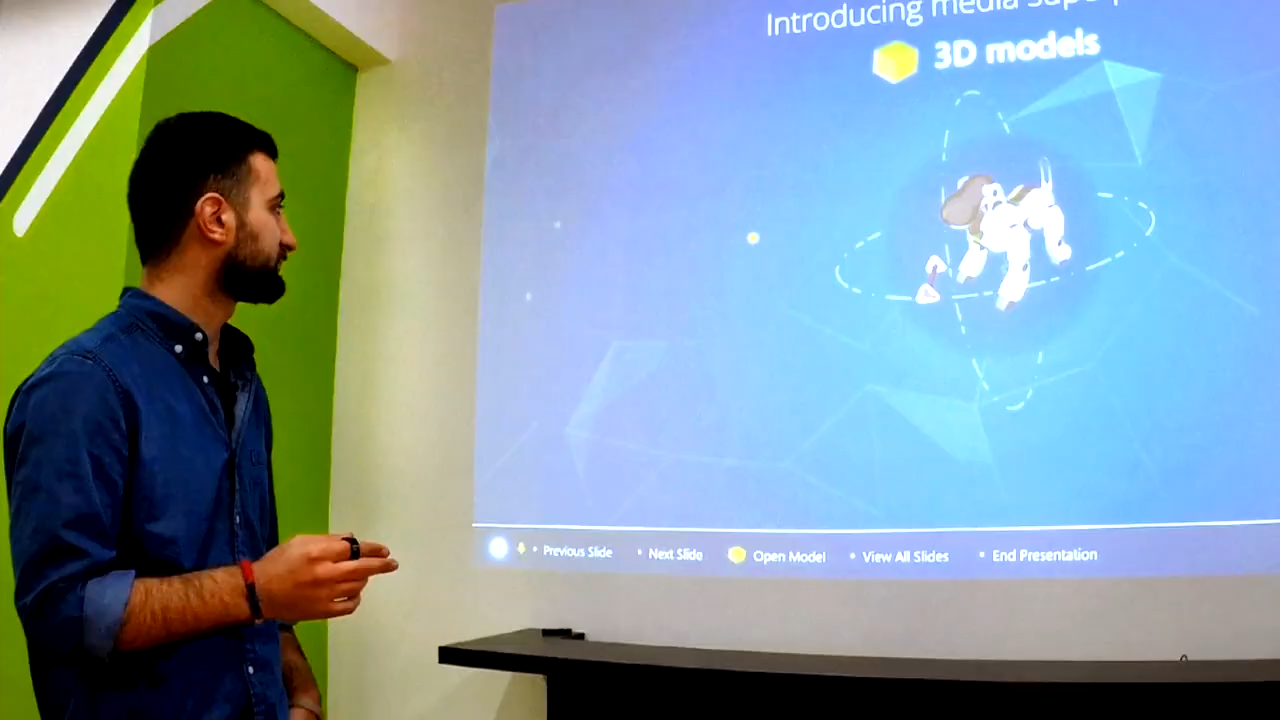 Introducing media
3D models
Previous Slide
Next Slide
Open Model
View All Slides
End Presentation